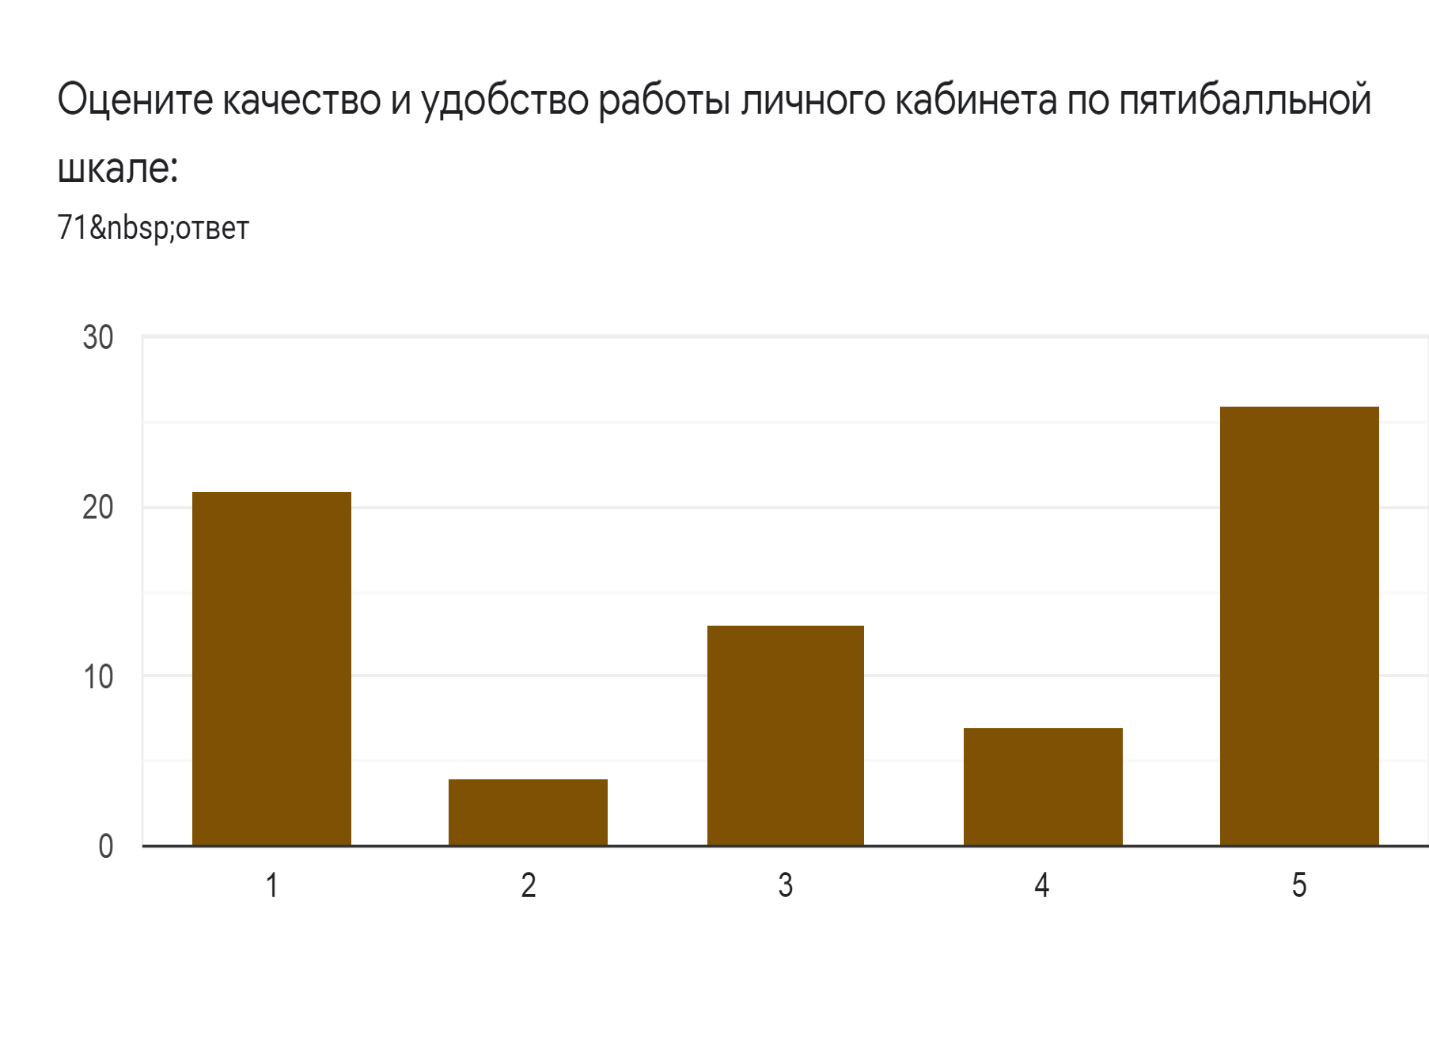 Оцените качество и удобство работы личного кабинета по пятибалльной
шкале:
71&nbsp;ответ
30
20
10
0
1 2 3 4 5